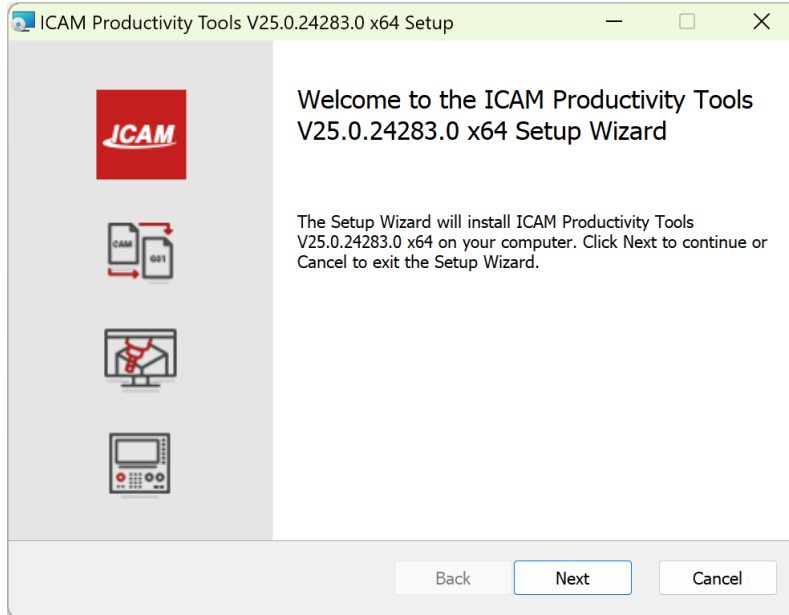 ICAM Productivity Tools V25.0.24283.0 x64 Setup
ICAM
CAM
G01
Welcome to the ICAM Productivity Tools
V25.0.24283.0 x64 Setup Wizard
The Setup Wizard will install ICAM Productivity Tools
V25.0.24283.0 x64 on your computer. Click Next to continue or
Cancel to exit the Setup Wizard.
Back
Next
Cancel